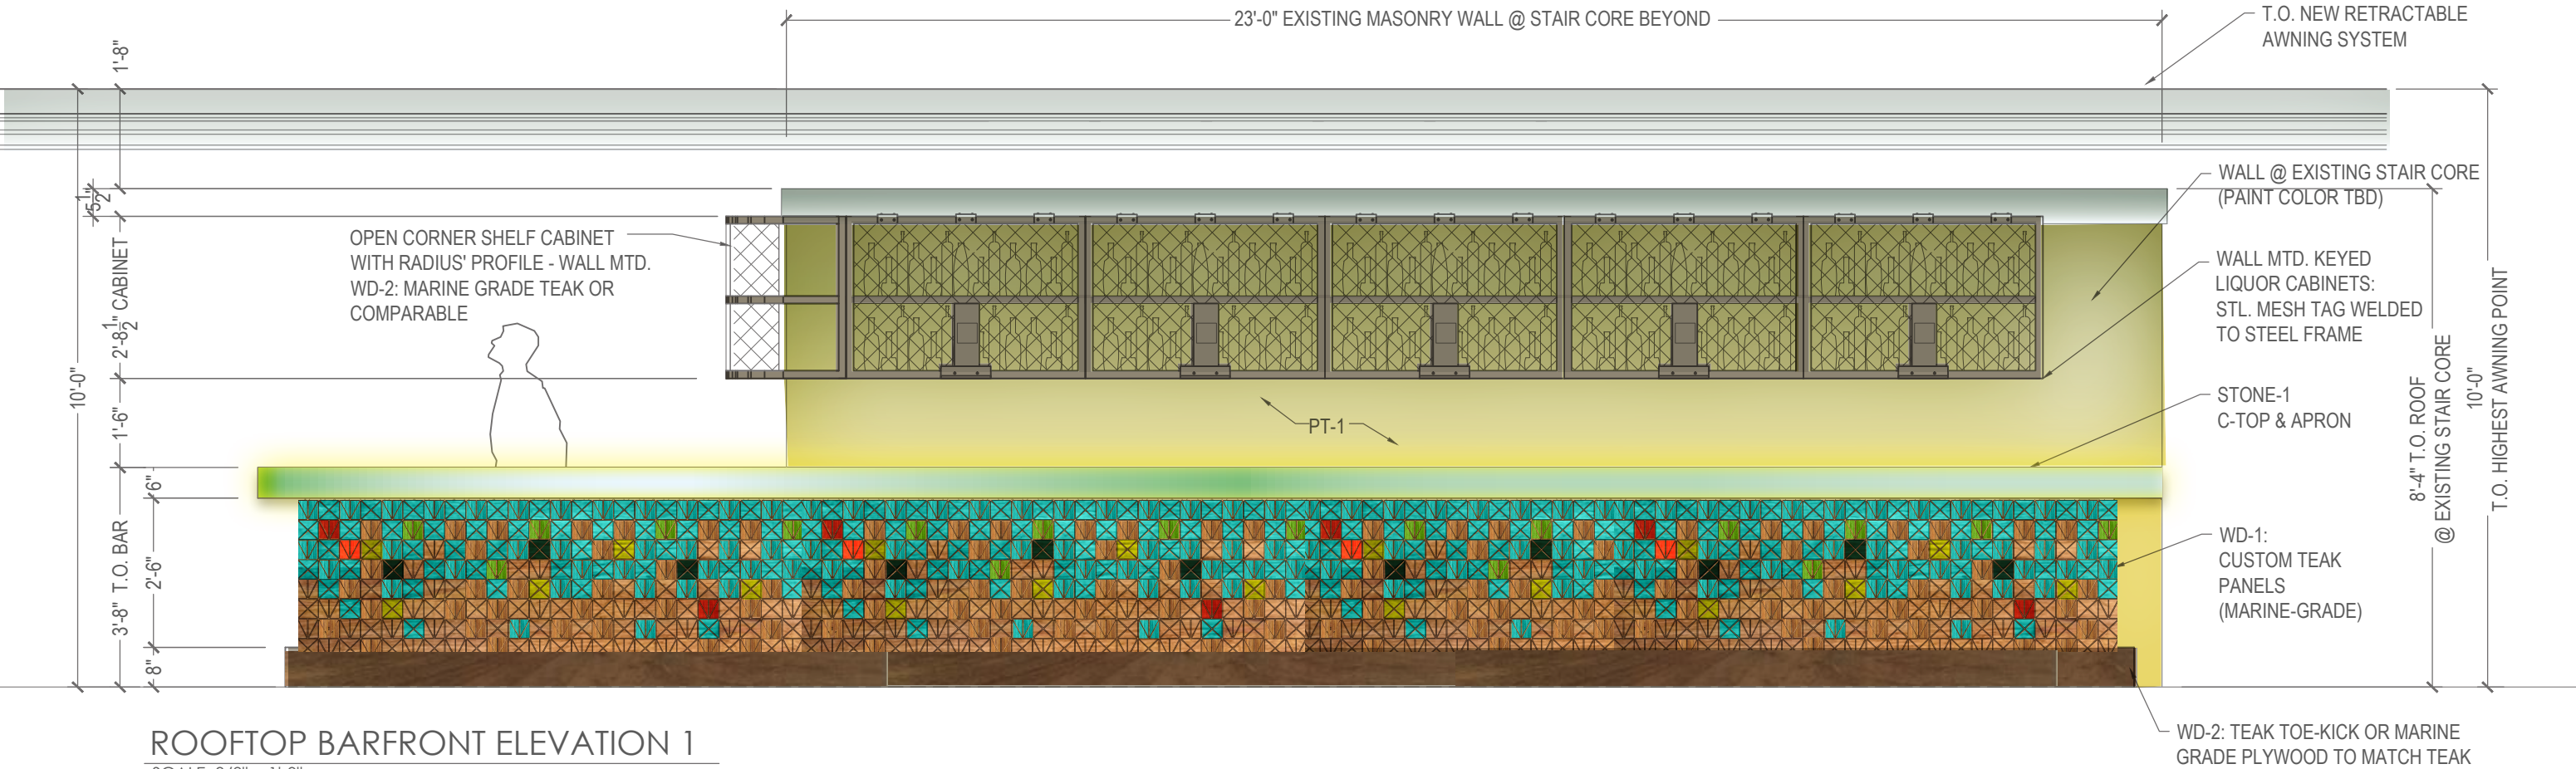 23'-0" EXISTING MASONRY WALL @ STAIR CORE BEYOND
T.O. NEW RETRACTABLE
AWNING SYSTEM
1'-8"
5 1/2"
2'-8 1/2" CABINET
10'-0"
1'-6"
3'-8" T.O. BAR
6"
2'-6"
8"
OPEN CORNER SHELF CABINET
WITH RADIUS' PROFILE - WALL MTD.
WD-2: MARINE GRADE TEAK OR
COMPARABLE
PT-1
WALL @ EXISTING STAIR CORE
(PAINT COLOR TBD)
WALL MTD. KEYED
LIQUOR CABINETS:
STL. MESH TAG WELDED
TO STEEL FRAME
STONE-1
C-TOP & APRON
WD-1:
CUSTOM TEAK
PANELS
(MARINE-GRADE)
8'-4" T.O. ROOF
@ EXISTING STAIR CORE
10'-0"
T.O. HIGHEST AWNING POINT
WD-2: TEAK TOE-KICK OR MARINE
GRADE PLYWOOD TO MATCH TEAK
ROOFTOP BARFRONT ELEVATION 1